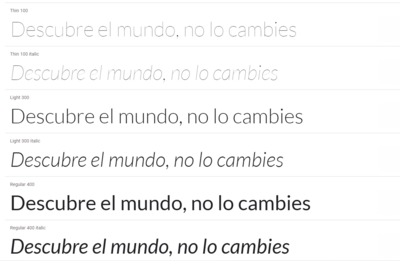 Thin 100
Descubre el mundo, no lo cambies
Thin 100 Italic
Descubre el mundo, no lo cambies
Light 300
Descubre el mundo, no lo cambies
Light 300 Italic
Descubre el mundo, no lo cambies
Regular 400
Descubre el mundo, no lo cambies
Regular 400 Italic
Descubre el mundo, no lo cambies